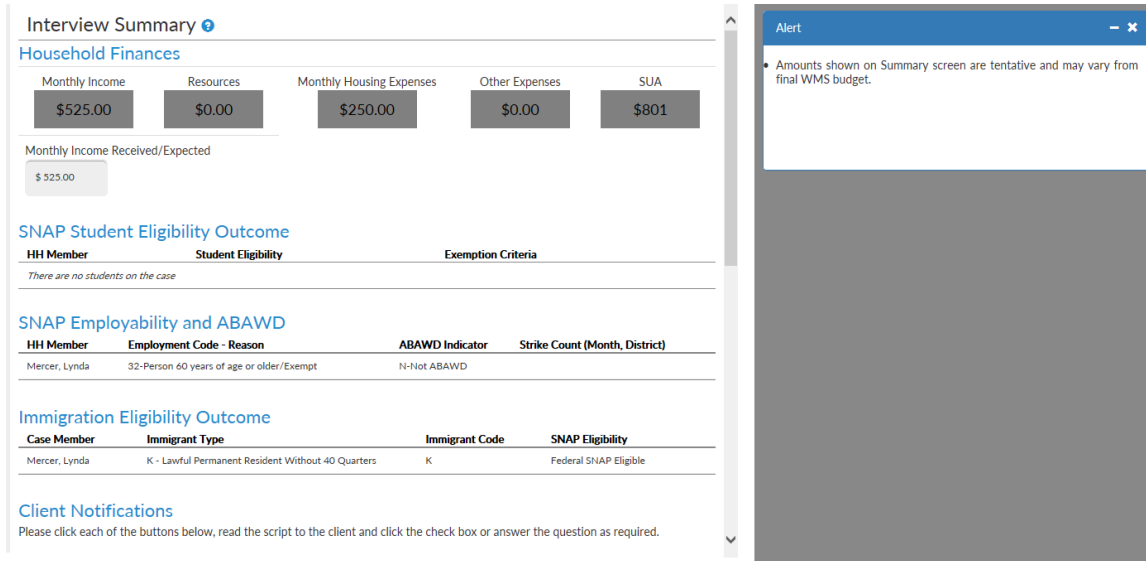 Interview Summary ?
Household Finances
Monthly Income Resources Monthly Housing Expenses Other Expenses SUA
$525.00 $0.00 $250.00 $0.00 $801
Monthly Income Received/Expected
$ 525.00
SNAP Student Eligibility Outcome
HH Member Student Eligibility Exemption Criteria
There are no students on the case
SNAP Employability and ABAWD
HH Member Employment Code - Reason ABAWD Indicator Strike Count (Month, District)
Mercer, Lynda 32-Person 60 years of age or older/Exempt N-Not ABAWD
Immigration Eligibility Outcome
Case Member Immigrant Type Immigrant Code SNAP Eligibility
Mercer, Lynda K - Lawful Permanent Resident Without 40 Quarters K Federal SNAP Eligible
Client Notifications
Please click each of the buttons below, read the script to the client and click the check box or answer the question as required.
Alert
• Amounts shown on Summary screen are tentative and may vary from
final WMS budget.